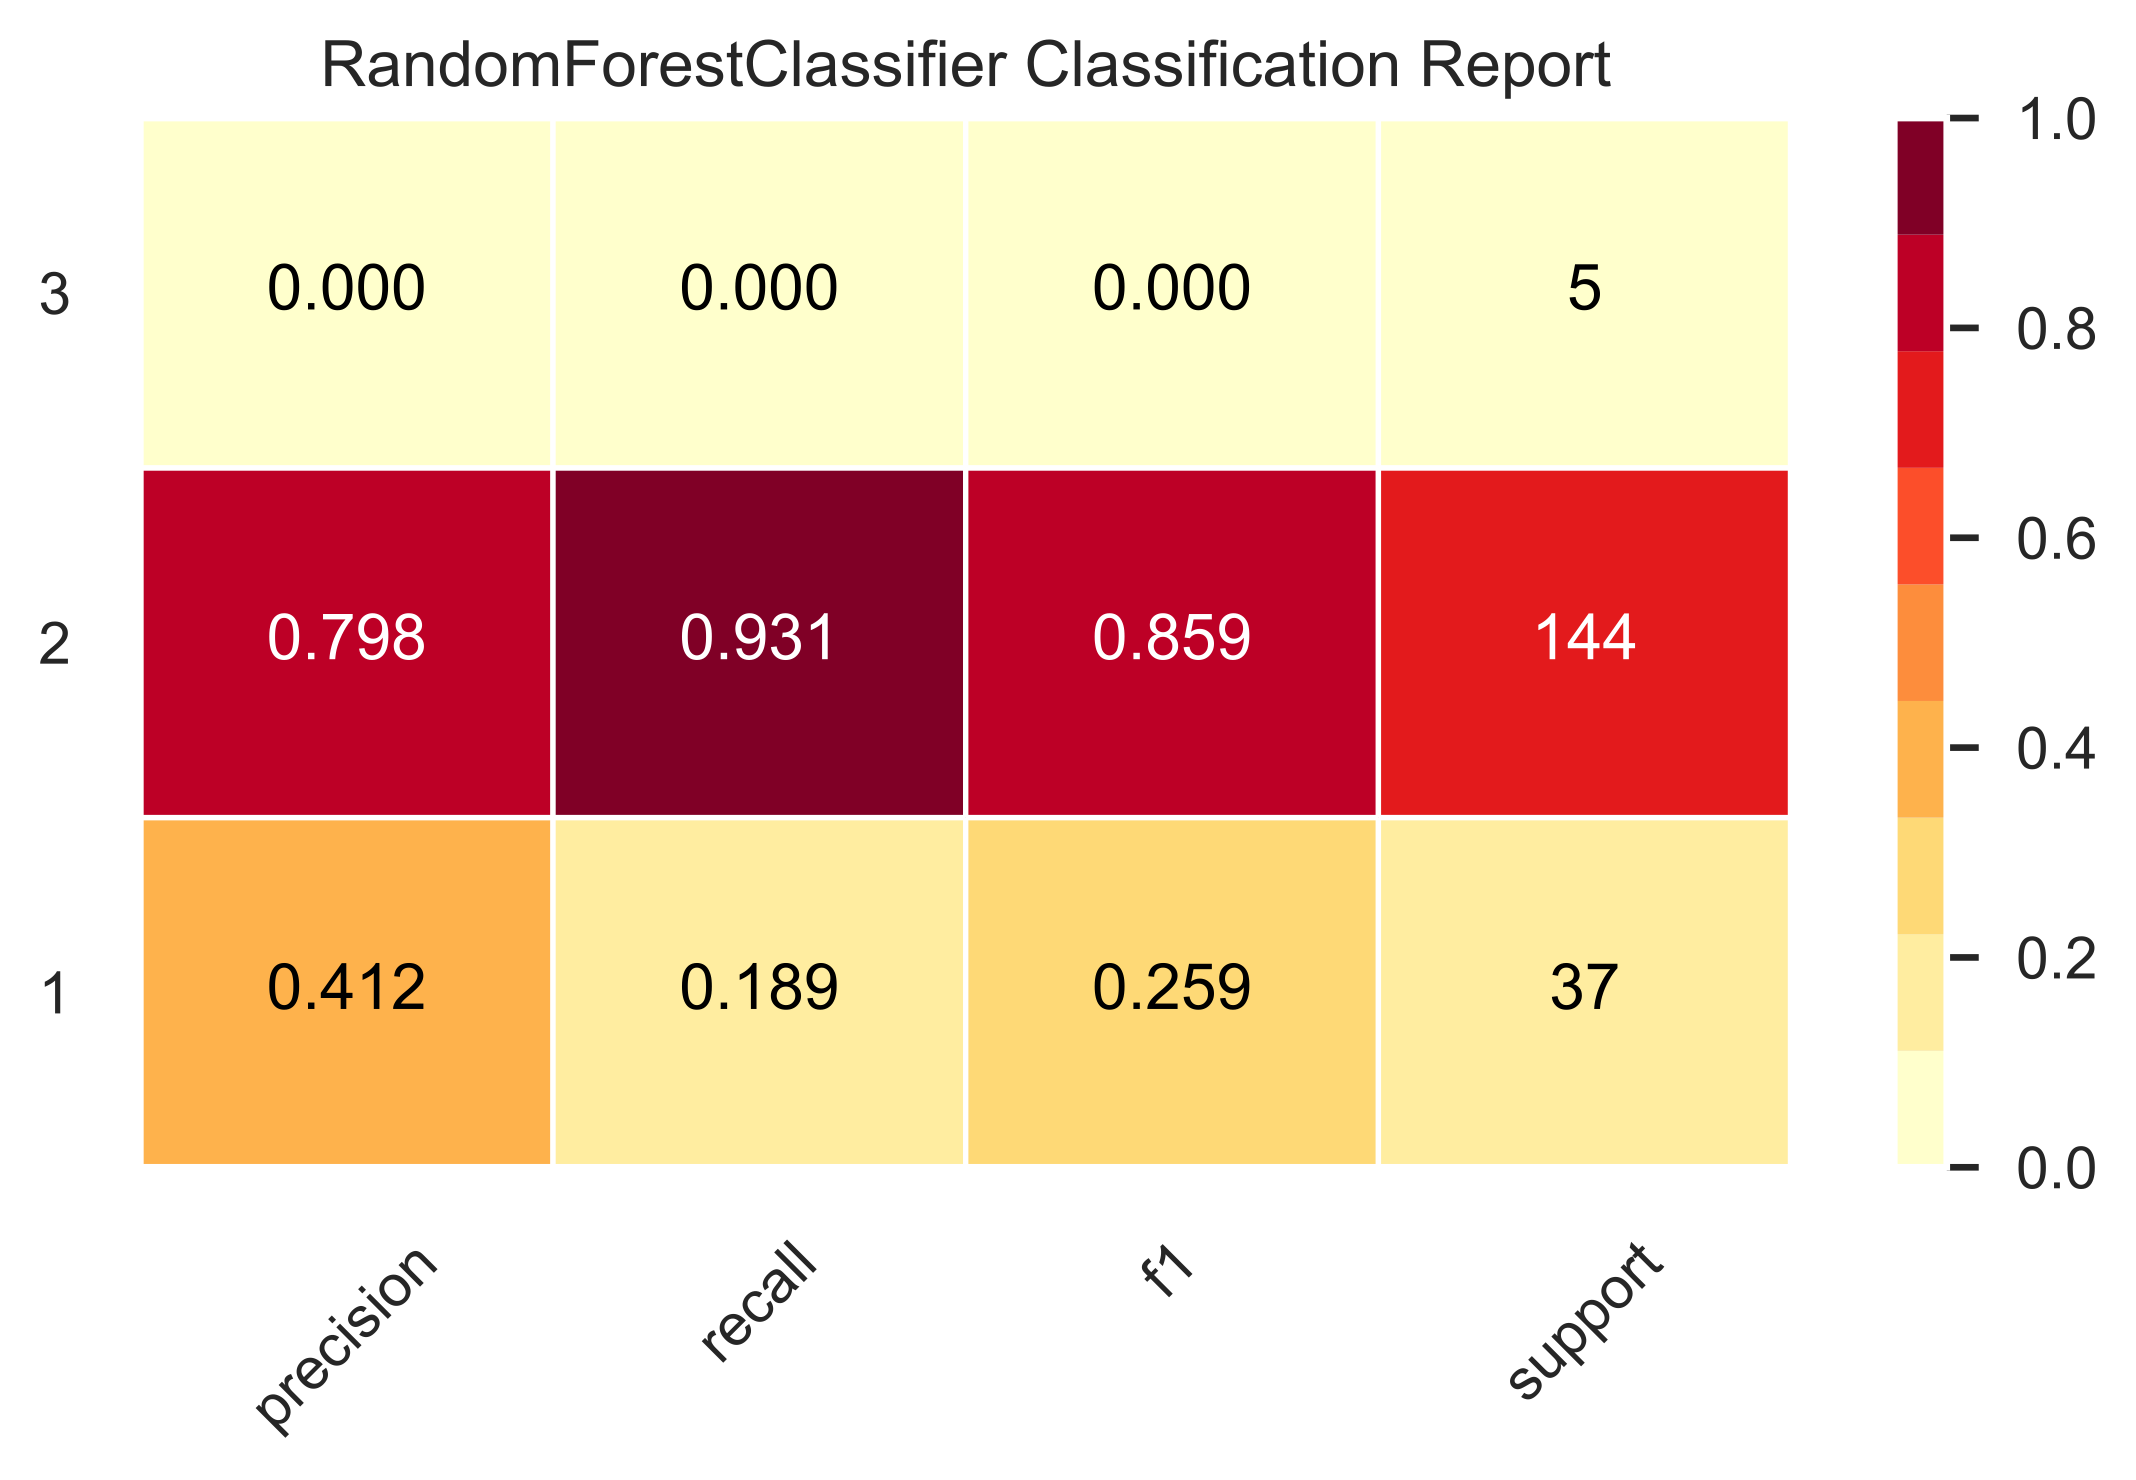 RandomForestClassifier Classification Report
3 0.000 0.000 0.000 5
2 0.798 0.931 0.859 144
1 0.412 0.189 0.259 37
precision recall f1 support
1.0
0.8
0.6
0.4
0.2
0.0